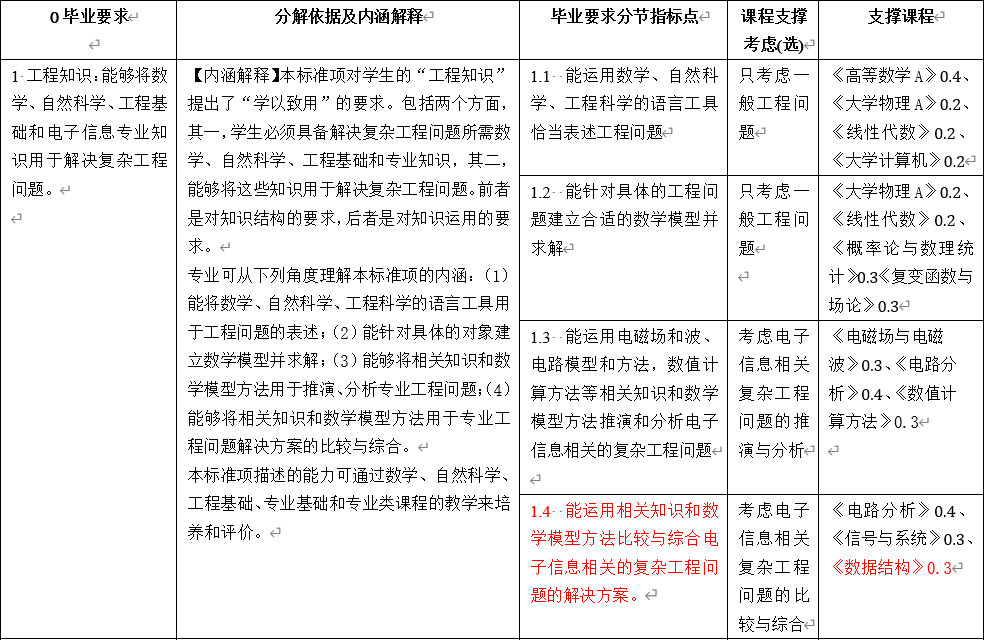 0 毕业要求
分解依据及内涵解释
毕业要求分节指标点
课程支撑
考虑(选)
支撑课程
1 工程知识：能够将数
学、自然科学、工程基
础和电子信息专业知
识用于解决复杂工程
问题。
【内涵解释】本标准项对学生的“工程知识”
提出了“学以致用”的要求。包括两个方面，
其一，学生必须具备解决复杂工程问题所需数
学、自然科学、工程基础和专业知识，其二，
能够将这些知识用于解决复杂工程问题。前者
是对知识结构的要求，后者是对知识运用的要
求。
专业可从下列角度理解本标准项的内涵：（1）
能将数学、自然科学、工程科学的语言工具用
于工程问题的表述；（2）能针对具体的对象建
立数学模型并求解；（3）能够将相关知识和数
学模型方法用于推演、分析专业工程问题；（4）
能够将相关知识和数学模型方法用于专业工
程问题解决方案的比较与综合。
本标准项描述的能力可通过数学、自然科学、
工程基础、专业基础和专业类课程的教学来培
养和评价。
1.1 能运用数学、自然科
学、工程科学的语言工具
恰当表述工程问题
只考虑一
般工程问
题
《高等数学 A》0.4、
《大学物理 A》0.2、
《线性代数》0.2、
《大学计算机》0.2
1.2 能针对具体的工程问
题建立合适的数学模型并
求解
只考虑一
般工程问
题
《大学物理 A》0.2、
《线性代数》0.2、
《概率论与数理统
计》0.3《复变函数与
场论》0.3
1.3 能运用电磁场和波、
电路模型和方法，数值计
算方法等相关知识和数学
模型方法推演和分析电子
信息相关的复杂工程问题
考虑电子
信息相关
复杂工程
问题的推
演与分析
《电磁场与电磁
波》0.3、《电路分
析》0.4、《数值计
算方法》0.3
1.4 能运用相关知识和数
学模型方法比较与综合电
子信息相关的复杂工程问
题的解决方案。
考虑电子
信息相关
复杂工程
问题的比
较与综合
《电路分析》0.4、
《信号与系统》0.3、
《数据结构》0.3